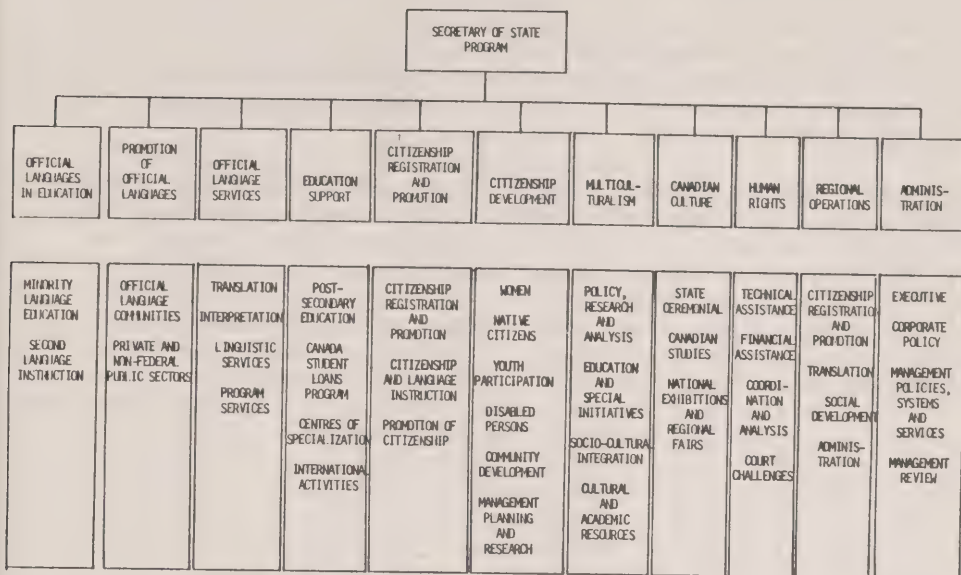 SECRETARY OF STATE
PROGRAM
OFFICIAL
LANGUAGES
IN EDUCATION
PROMOTION
OF
OFFICIAL
LANGUAGES
OFFICIAL
LANGUAGE
SERVICES
EDUCATION
SUPPORT
CITIZENSHIP
REGISTRATION
AND
PROMOTION
CITIZENSHIP
DEVELOPMENT
MULTICUL-
TURALISM
CANADIAN
CULTURE
HUMAN
RIGHTS
REGIONAL
OPERATIONS
ADMINIS-
TRATION
MINORITY
LANGUAGE
EDUCATION
SECOND
LANGUAGE
INSTRUCTION
OFFICIAL
LANGUAGE
COMMUNITIES
PRIVATE AND
NON-FEDERAL
PUBLIC SECTORS
TRANSLATION
INTERPRETATION
LINGUISTIC
SERVICES
PROGRAM
SERVICES
POST-
SECONDARY
EDUCATION
CANADA
STUDENT
LOANS
PROGRAM
CENTRES OF
SPECIALIZATION
INTERNATIONAL
ACTIVITIES
CITIZENSHIP
REGISTRATION
AND
PROMOTION
CITIZENSHIP
AND LANGUAGE
INSTRUCTION
PROMOTION OF
CITIZENSHIP
WOMEN
NATIVE
CITIZENS
YOUTH
PARTICIPATION
DISABLED
PERSONS
COMMUNITY
DEVELOPMENT
MANAGEMENT
PLANNING
AND
RESEARCH
POLICY,
RESEARCH
AND
ANALYSIS
EDUCATION
AND
SPECIAL
INITIATIVES
SOCIO-CULTURAL
INTEGRATION
CULTURAL
AND
ACADEMIC
RESOURCES
STATE
CEREMONIAL
CANADIAN
STUDIES
NATIONAL
EXHIBITIONS
AND
REGIONAL
FAIRS
TECHNICAL
ASSISTANCE
FINANCIAL
ASSISTANCE
COORDI-
NATION
AND
ANALYSIS
COURT
CHALLENGES
CITIZENSHIP
REGISTRATION
AND
PROMOTION
TRANSLATION
SOCIAL
DEVELOPMENT
ADMINIS-
TRATION
EXECUTIVE
CORPORATE
POLICY
MANAGEMENT
POLICIES,
SYSTEMS
AND
SERVICES
MANAGEMENT
REVIEW